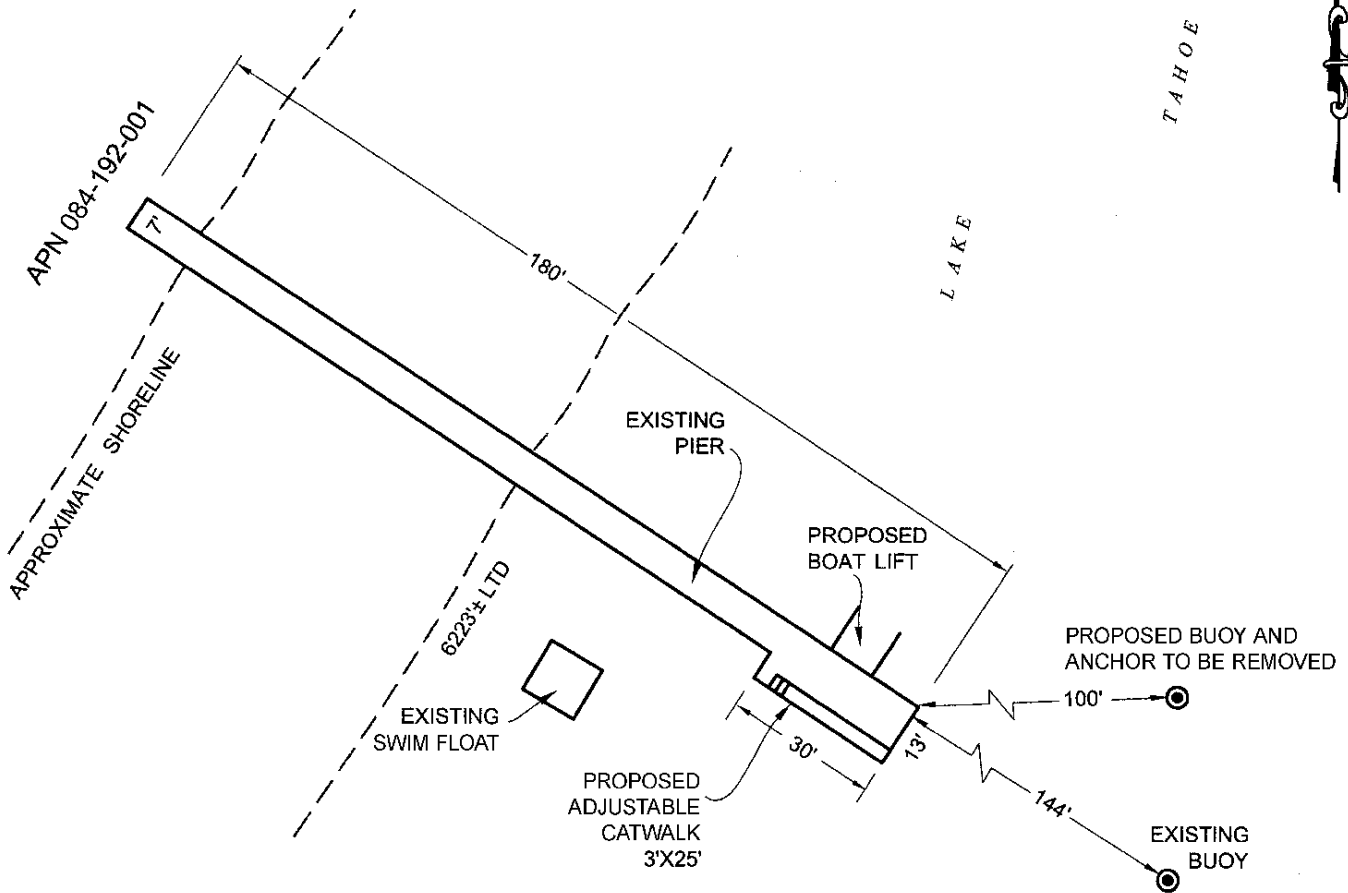 TAHOE
LAKE
APN 084-192-001
7'
180'
APPROXIMATE SHORELINE
EXISTING
PIER
PROPOSED
BOAT LIFT
6223'± LTD
PROPOSED BUOY AND
ANCHOR TO BE REMOVED
100'
EXISTING
SWIM FLOAT
30'
13'
PROPOSED
ADJUSTABLE
CATWALK
3'X25'
144'
EXISTING
BUOY